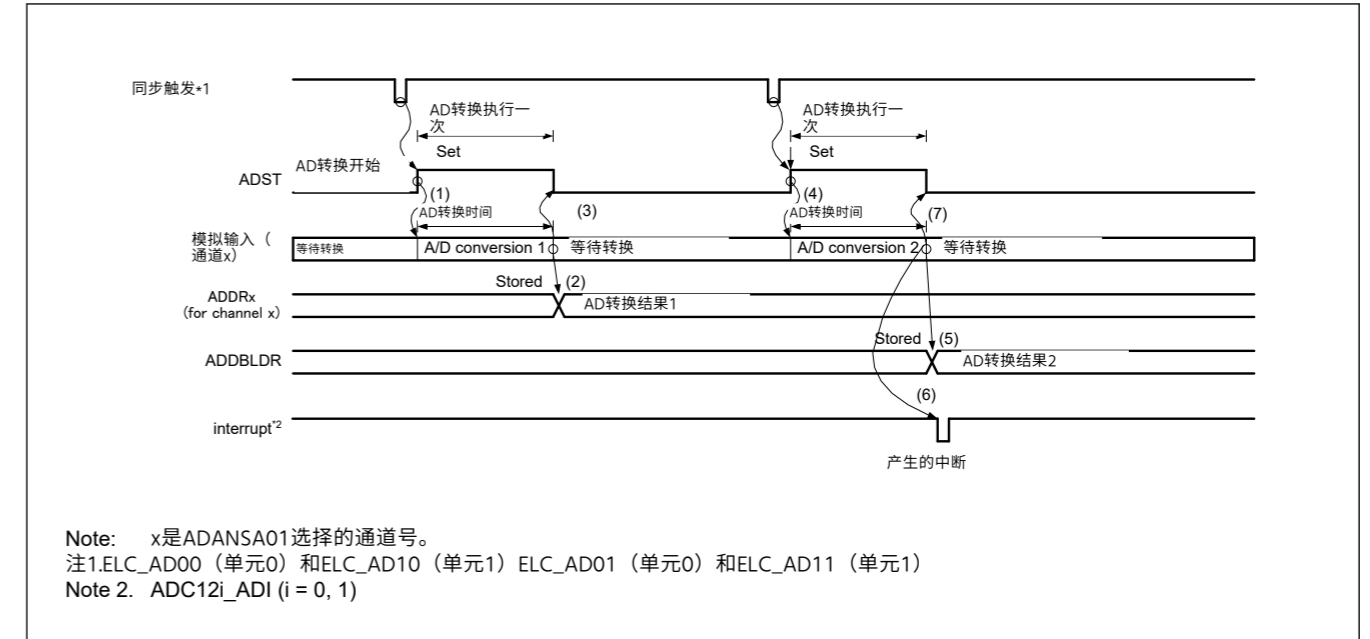 同步触发*1
AD转换执行一
次
AD转换执行一
次
Set
Set
AD转换开始
ADST
(1)
(4)
AD转换时间
(3)
AD转换时间
(7)
模拟输入（
通道x）
等待转换
A/D conversion 1
等待转换
A/D conversion 2
等待转换
Stored
(2)
ADDRx
(for channel x)
AD转换结果1
Stored
(5)
ADDBLDR
AD转换结果2
(6)
interrupt*2
产生的中断
Note: x是ADANSA01选择的通道号。
注1.ELC_AD00（单元0）和ELC_AD10（单元1）ELC_AD01（单元0）和ELC_AD11（单元1）
Note 2. ADC12i_ADI (i = 0, 1)